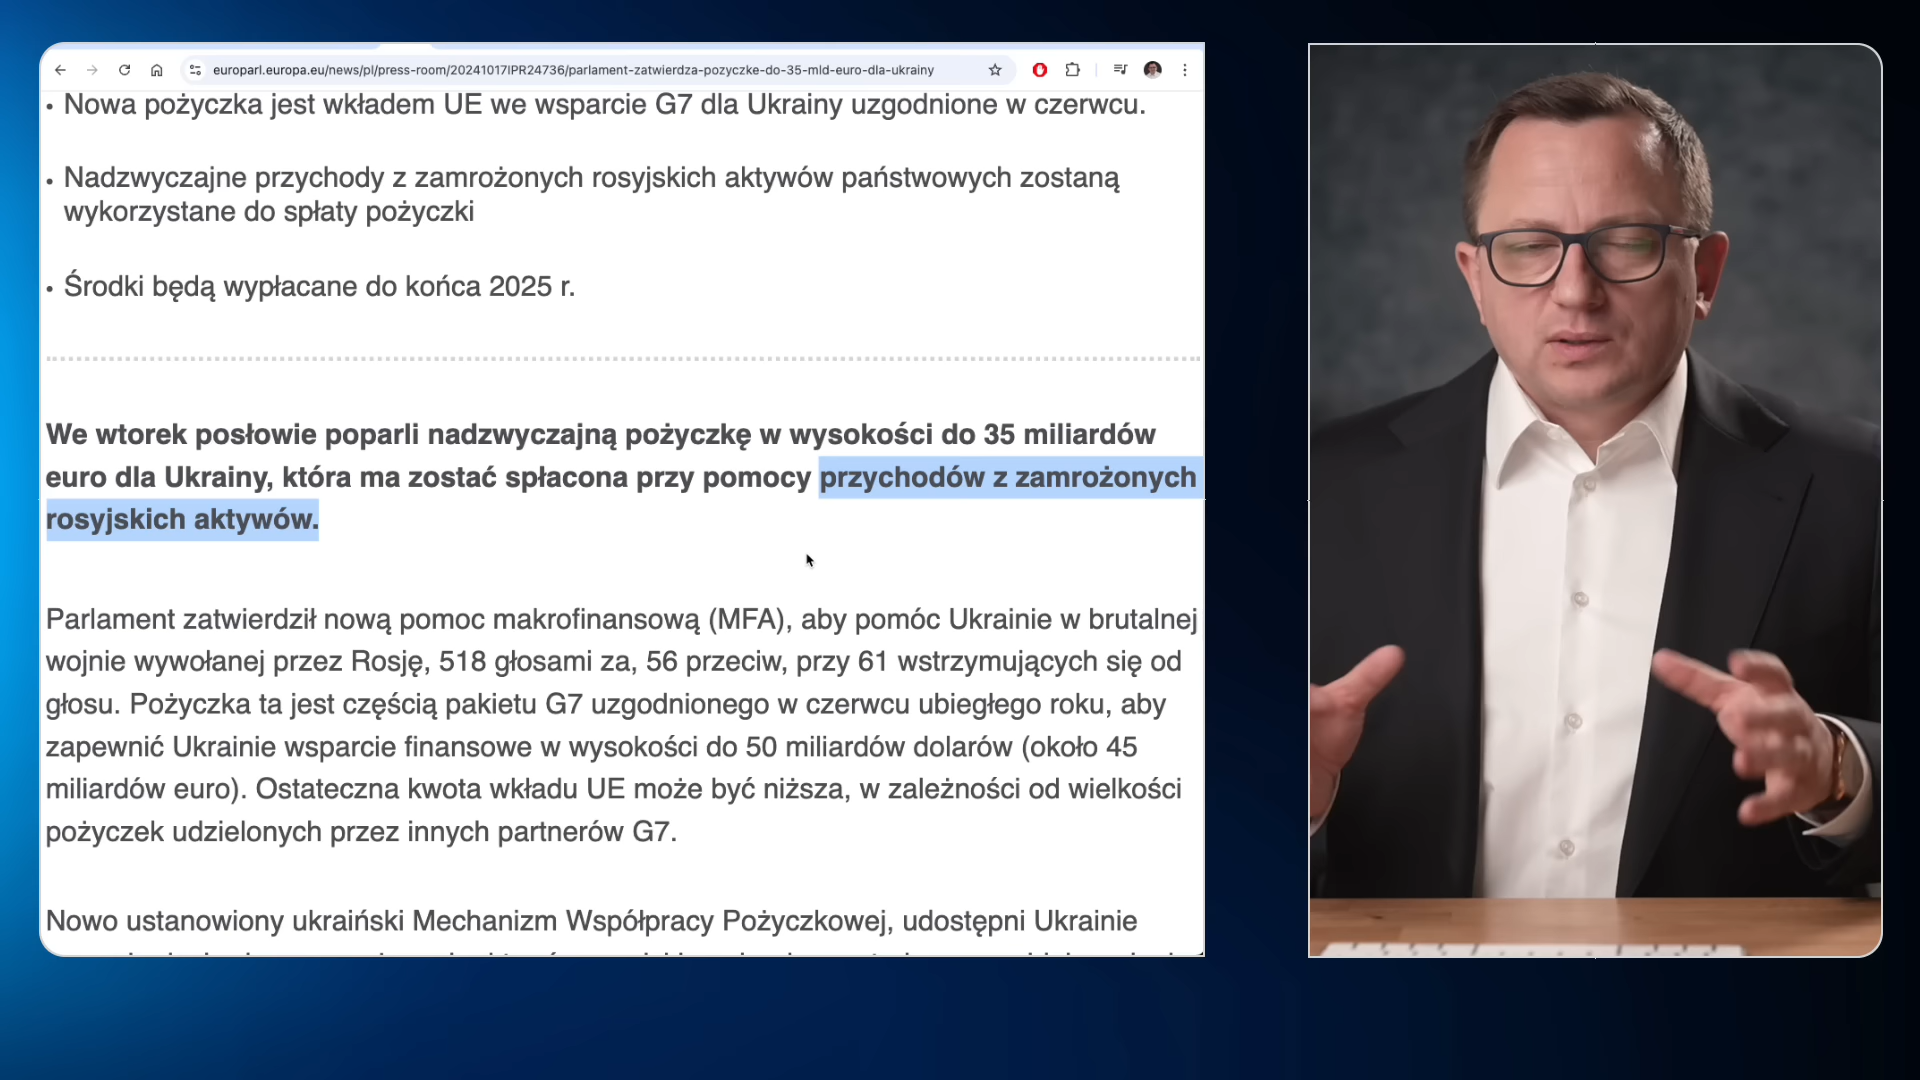 europarl.europa.eu/news/pl/press-room/20241017IPR24736/parlament-zatwierdza-pozyczke-do-35-mld-euro-dla-ukrainy
• Nowa pożyczka jest wkładem UE we wsparcie G7 dla Ukrainy uzgodnione w czerwcu.
• Nadzwyczajne przychody z zamrożonych rosyjskich aktywów państwowych zostaną
wykorzystane do spłaty pożyczki
• Środki będą wypłacane do końca 2025 r.
We wtorek posłowie poparli nadzwyczajną pożyczkę w wysokości do 35 miliardów
euro dla Ukrainy, która ma zostać spłacona przy pomocy przychodów z zamrożonych
rosyjskich aktywów.
Parlament zatwierdził nową pomoc makrofinansową (MFA), aby pomóc Ukrainie w brutalnej
wojnie wywołanej przez Rosję, 518 głosami za, 56 przeciw, przy 61 wstrzymujących się od
głosu. Pożyczka ta jest częścią pakietu G7 uzgodnionego w czerwcu ubiegłego roku, aby
zapewnić Ukrainie wsparcie finansowe w wysokości do 50 miliardów dolarów (około 45
miliardów euro). Ostateczna kwota wkładu UE może być niższa, w zależności od wielkości
pożyczek udzielonych przez innych partnerów G7.
Nowo ustanowiony ukraiński Mechanizm Współpracy Pożyczkowej, udostępni Ukrainie